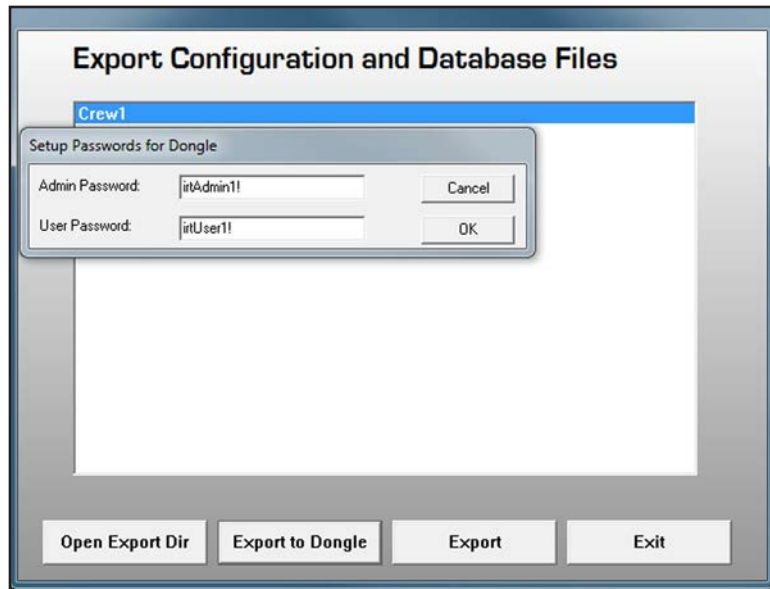 Export Configuration and Database Files
Crew1
Setup Passwords for Dongle
Admin Password: irtAdmin1! Cancel
User Password: irtUser1! OK
Open Export Dir Export to Dongle Export Exit